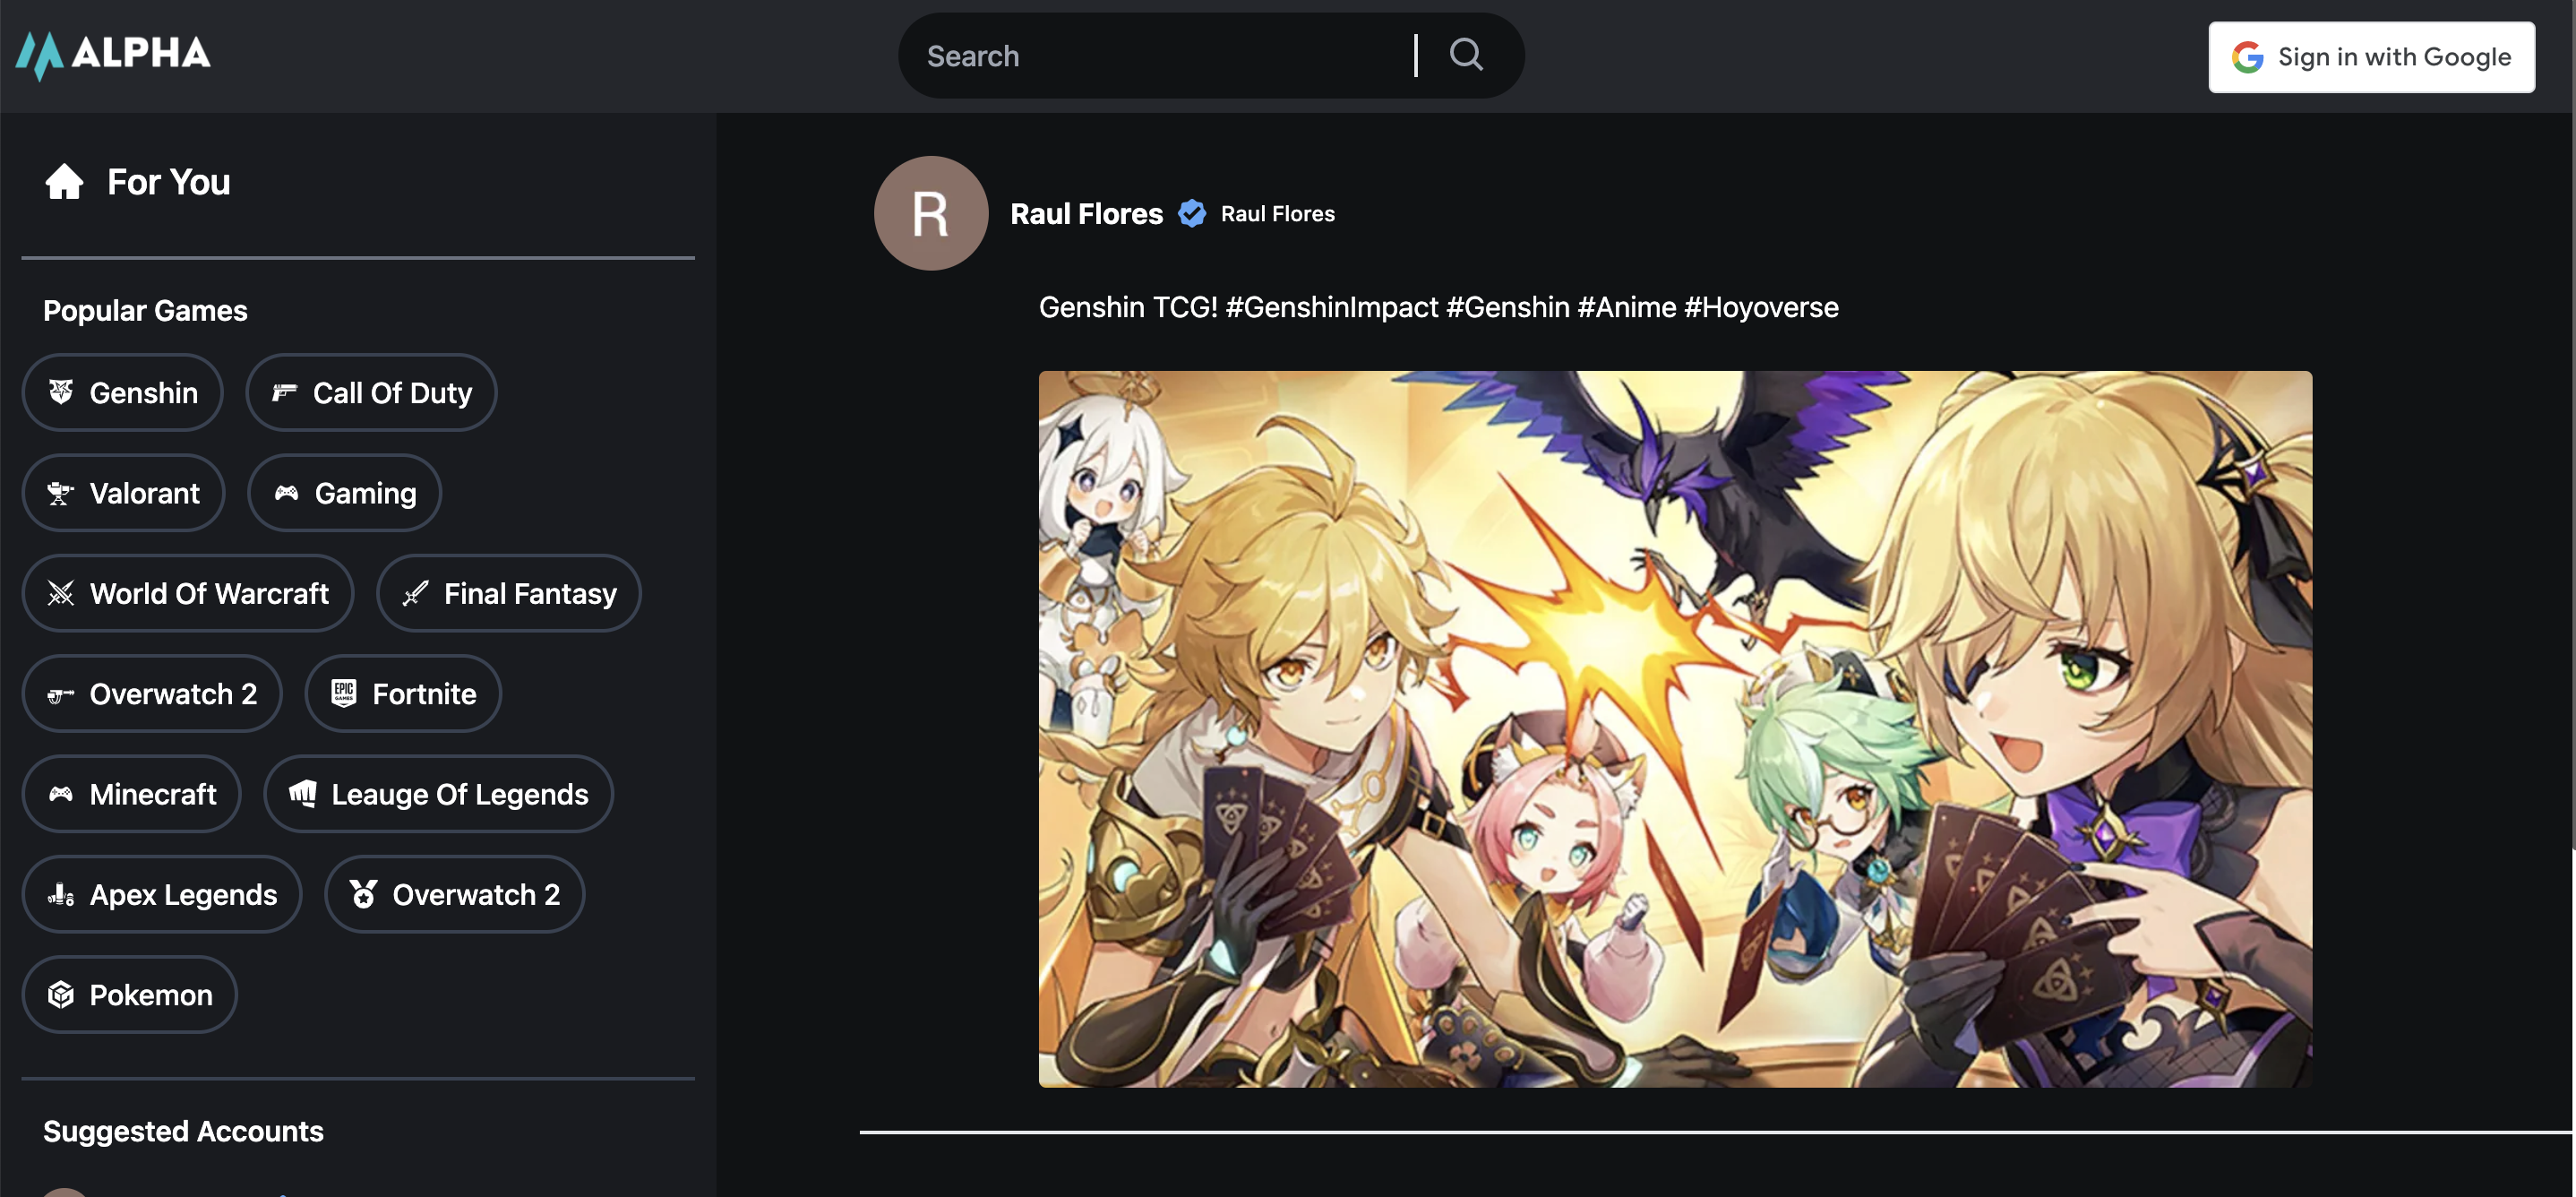 ALPHA
Search
Sign in with Google
For You
Raul Flores Raul Flores
Genshin TCG! #GenshinImpact #Genshin #Anime #Hoyoverse
Popular Games
Genshin Call Of Duty
Valorant Gaming
World Of Warcraft Final Fantasy
Overwatch 2 EPIC GAMES Fortnite
Minecraft Leauge Of Legends
Apex Legends Overwatch 2
Pokemon
Suggested Accounts
R